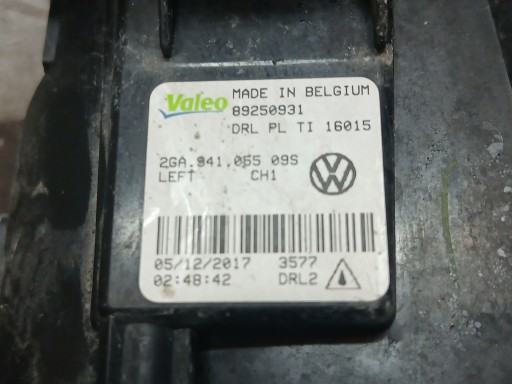 Valeo MADE IN BELGIUM
89250931
DRL PL TI 16015
2GA.941.055 09S
LEFT CH1
05/12/2017 3577
02:48:42 DRL2